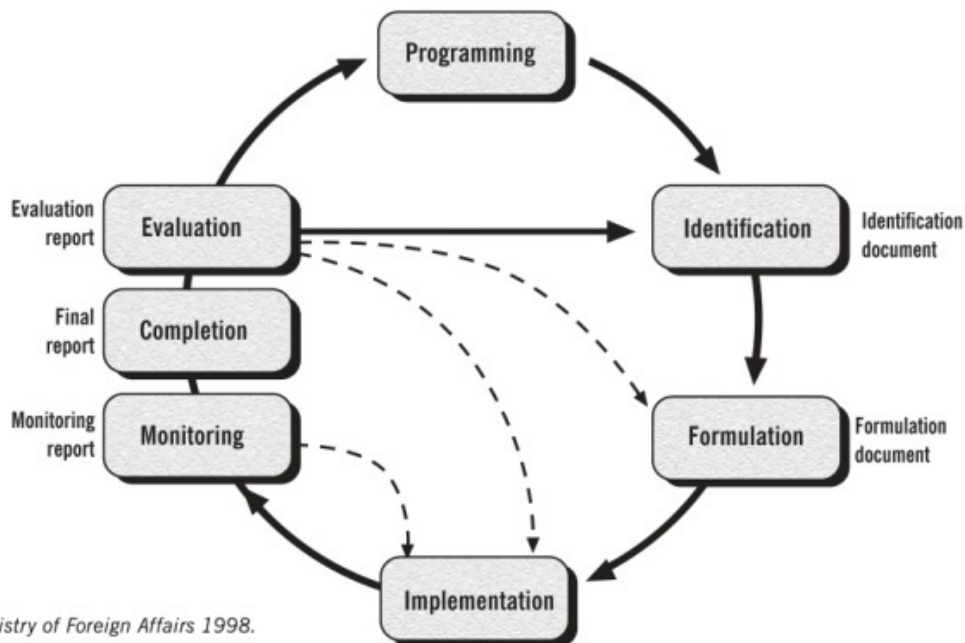 Programming
Evaluation
report
Evaluation
Identification
Identification
document
Final
report
Completion
Monitoring
report
Monitoring
Formulation
Formulation
document
Implementation
of Foreign Affairs 1998.